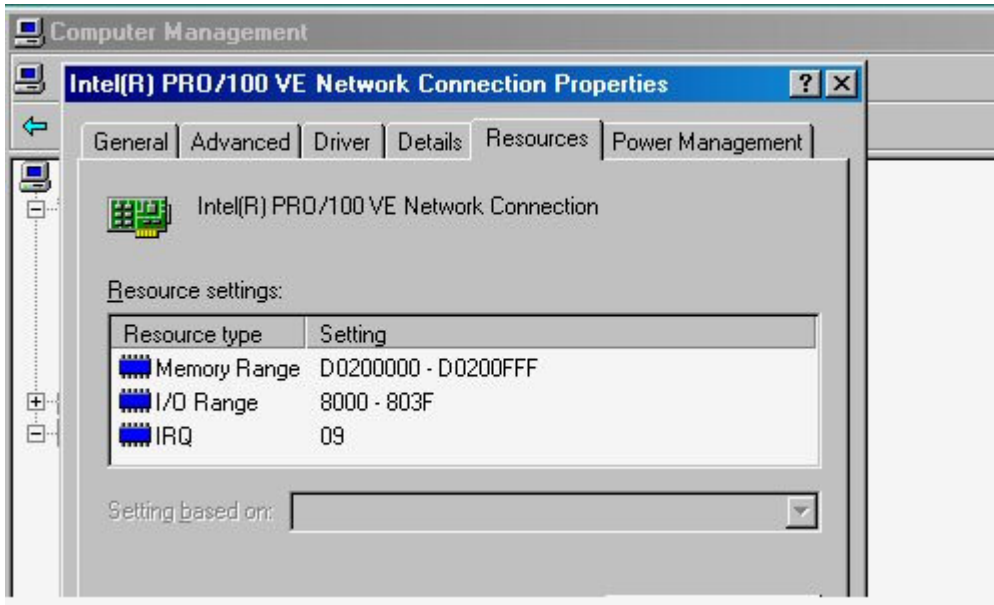 Computer Management
Intel(R) PRO/100 VE Network Connection Properties
General Advanced Driver Details Resources Power Management
Intel(R) PRO/100 VE Network Connection
Resource settings:
Resource type Setting
Memory Range D0200000 - D0200FFF
I/O Range 8000 - 803F
IRQ 09
Setting based on: